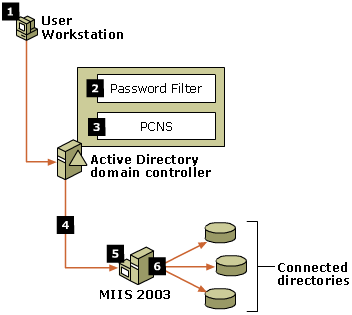 1
User
Workstation
2
Password Filter
3
PCNS
Active Directory
domain controller
4
5
6
MIIS 2003
Connected
directories